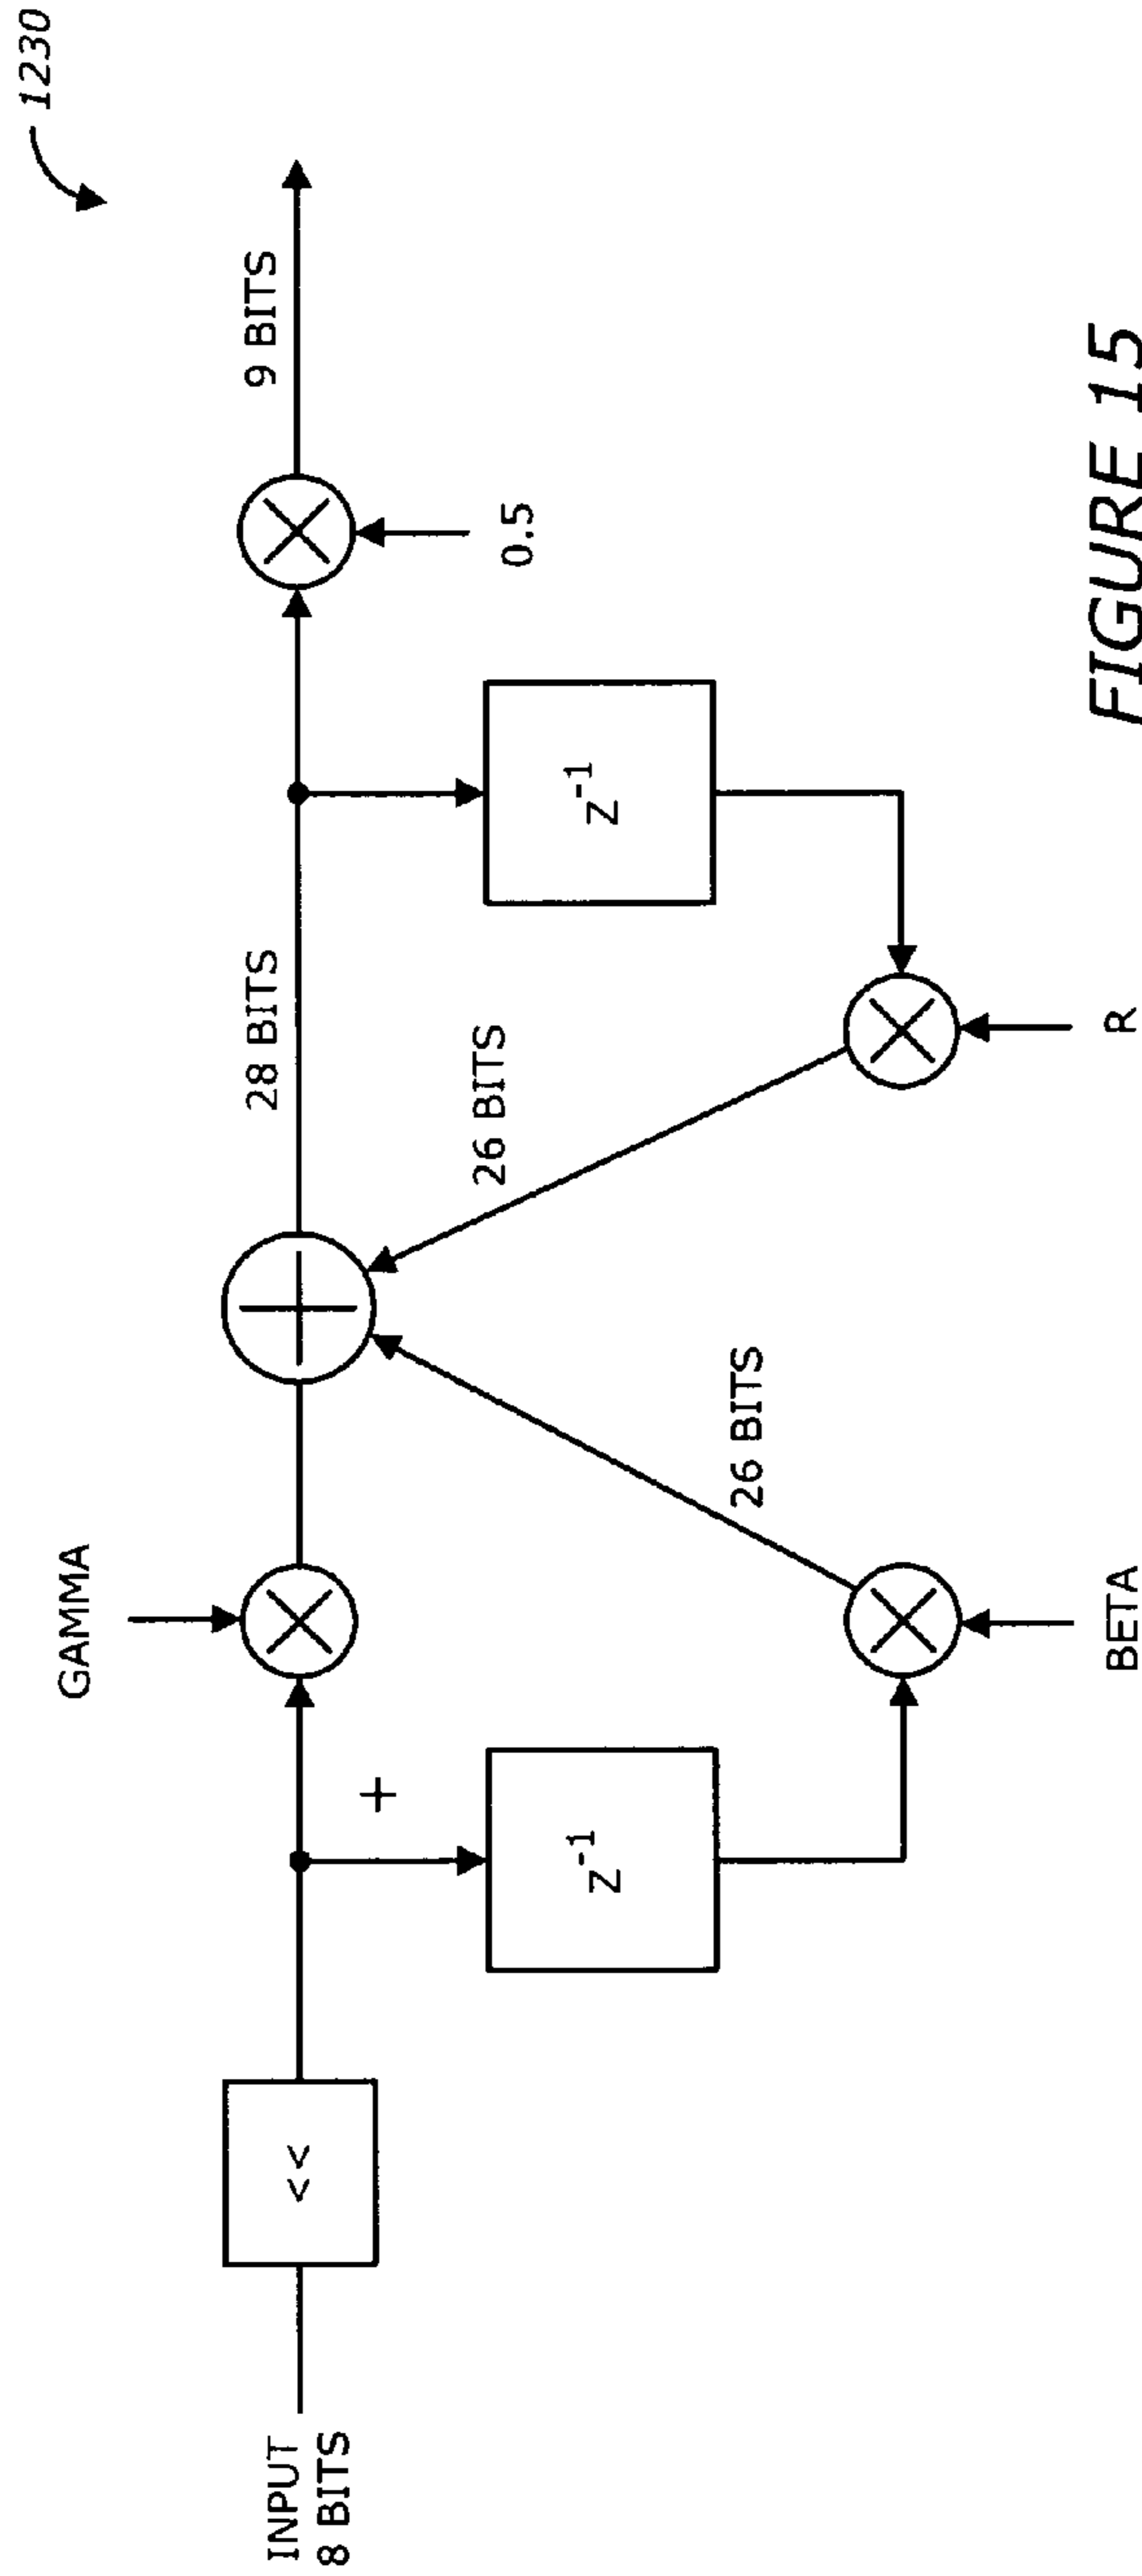 1230
INPUT
8 BITS
<<
+
z-1
GAMMA
BETA
26 BITS
28 BITS
26 BITS
z-1
R
0.5
9 BITS
FIGURE 15